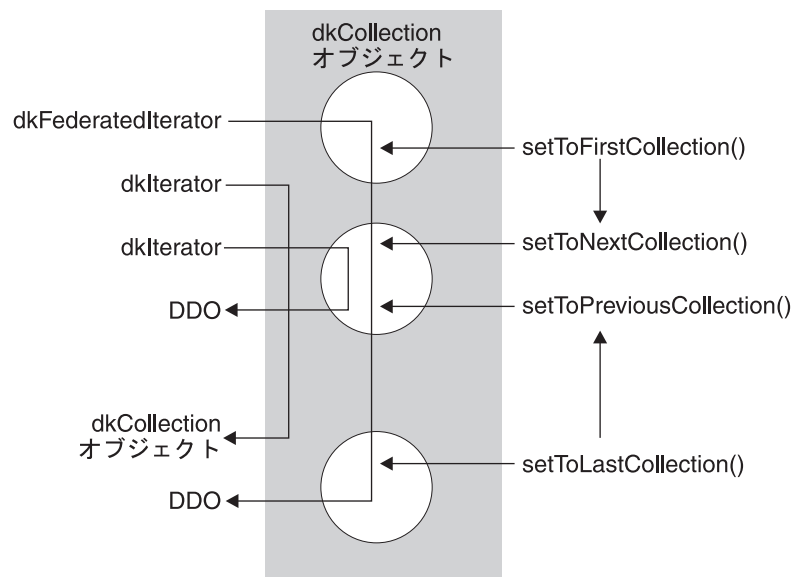 dkCollection
オブジェクト
dkFederatedIterator
setToFirstCollection()
dkIterator
dkIterator
setToNextCollection()
DDO
setToPreviousCollection()
dkCollection
オブジェクト
setToLastCollection()
DDO